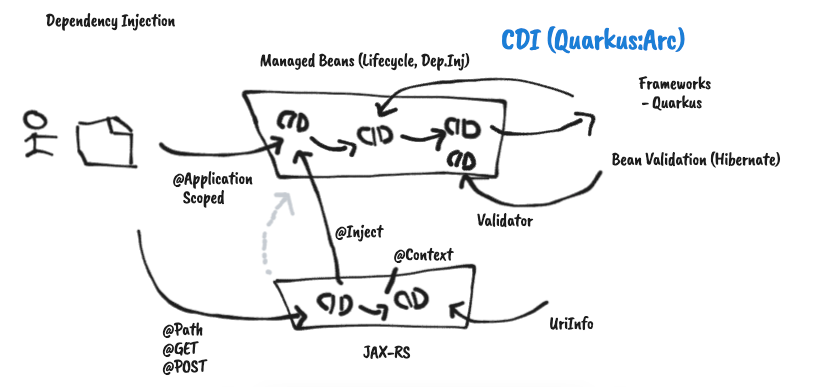 Dependency Injection
CDI (Quarkus:Arc)
Managed Beans (Lifecycle, Dep.Inj)
Frameworks
- Quarkus
Bean Validation (Hibernate)
@Application
Scoped
Validator
@Inject
@Context
UriInfo
@Path
@GET
@POST
JAX-RS